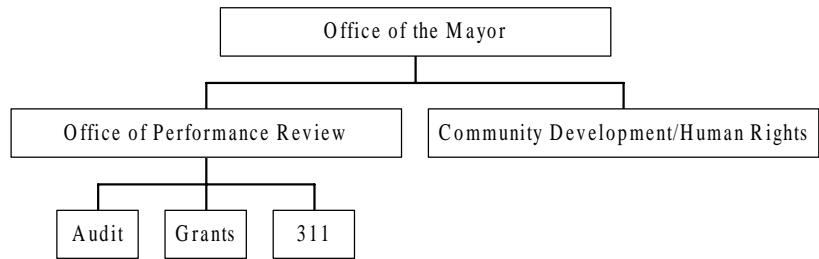 Office of the Mayor
Office of Performance Review
Community Development/Human Rights
Audit
Grants
311